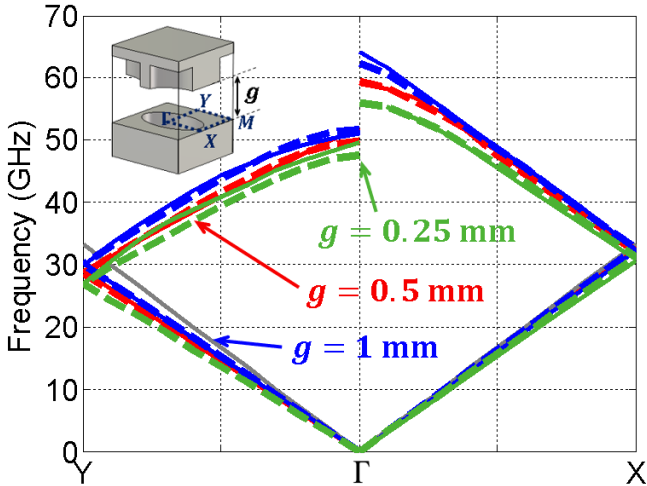 70
60
50
40
30
20
10
0
Frequency (GHz)
Y
Γ
X
g
Y
Γ
M
X
g = 0.25 mm
g = 0.5 mm
g = 1 mm